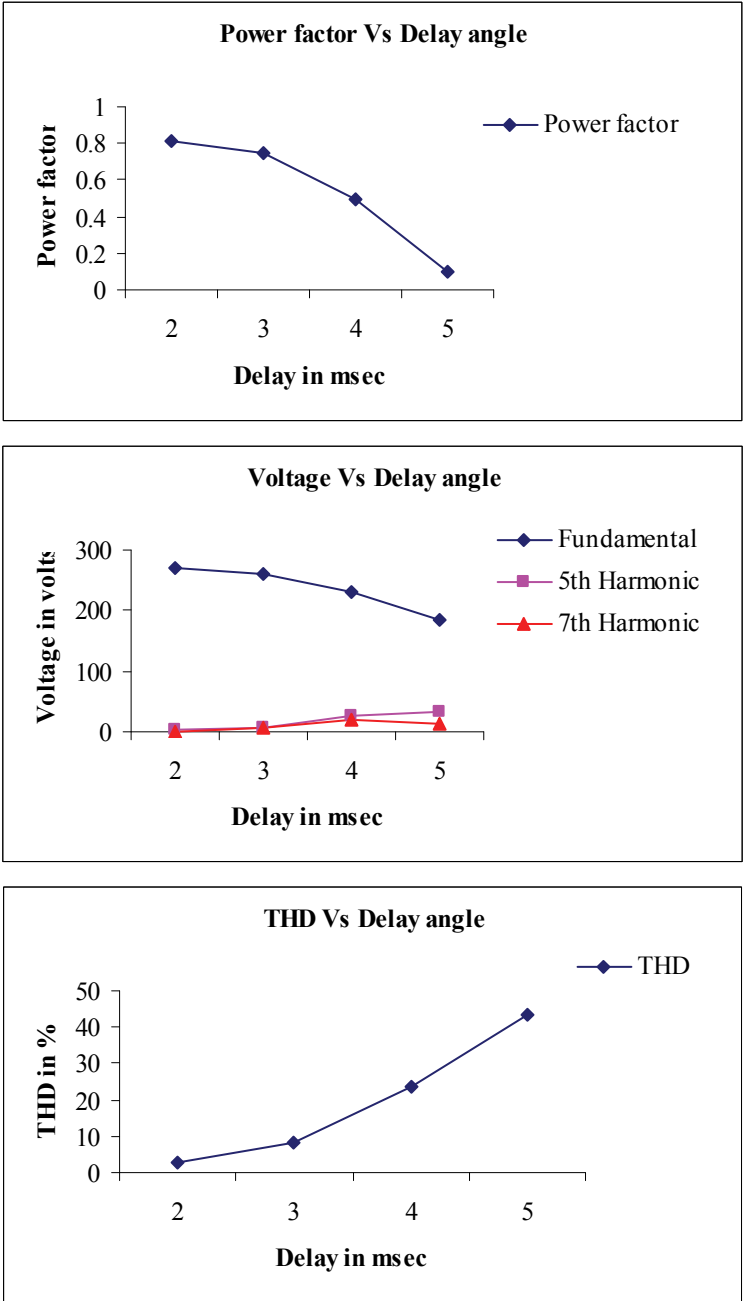 Power factor Vs Delay angle
Power factor
1
0.8
0.6
0.4
0.2
0
2 3 4 5
Delay in msec
Power factor
Voltage Vs Delay angle
Voltage in volts
300
200
100
0
2 3 4 5
Delay in msec
Fundamental
5th Harmonic
7th Harmonic
THD Vs Delay angle
THD in %
50
40
30
20
10
0
2 3 4 5
Delay in msec
THD